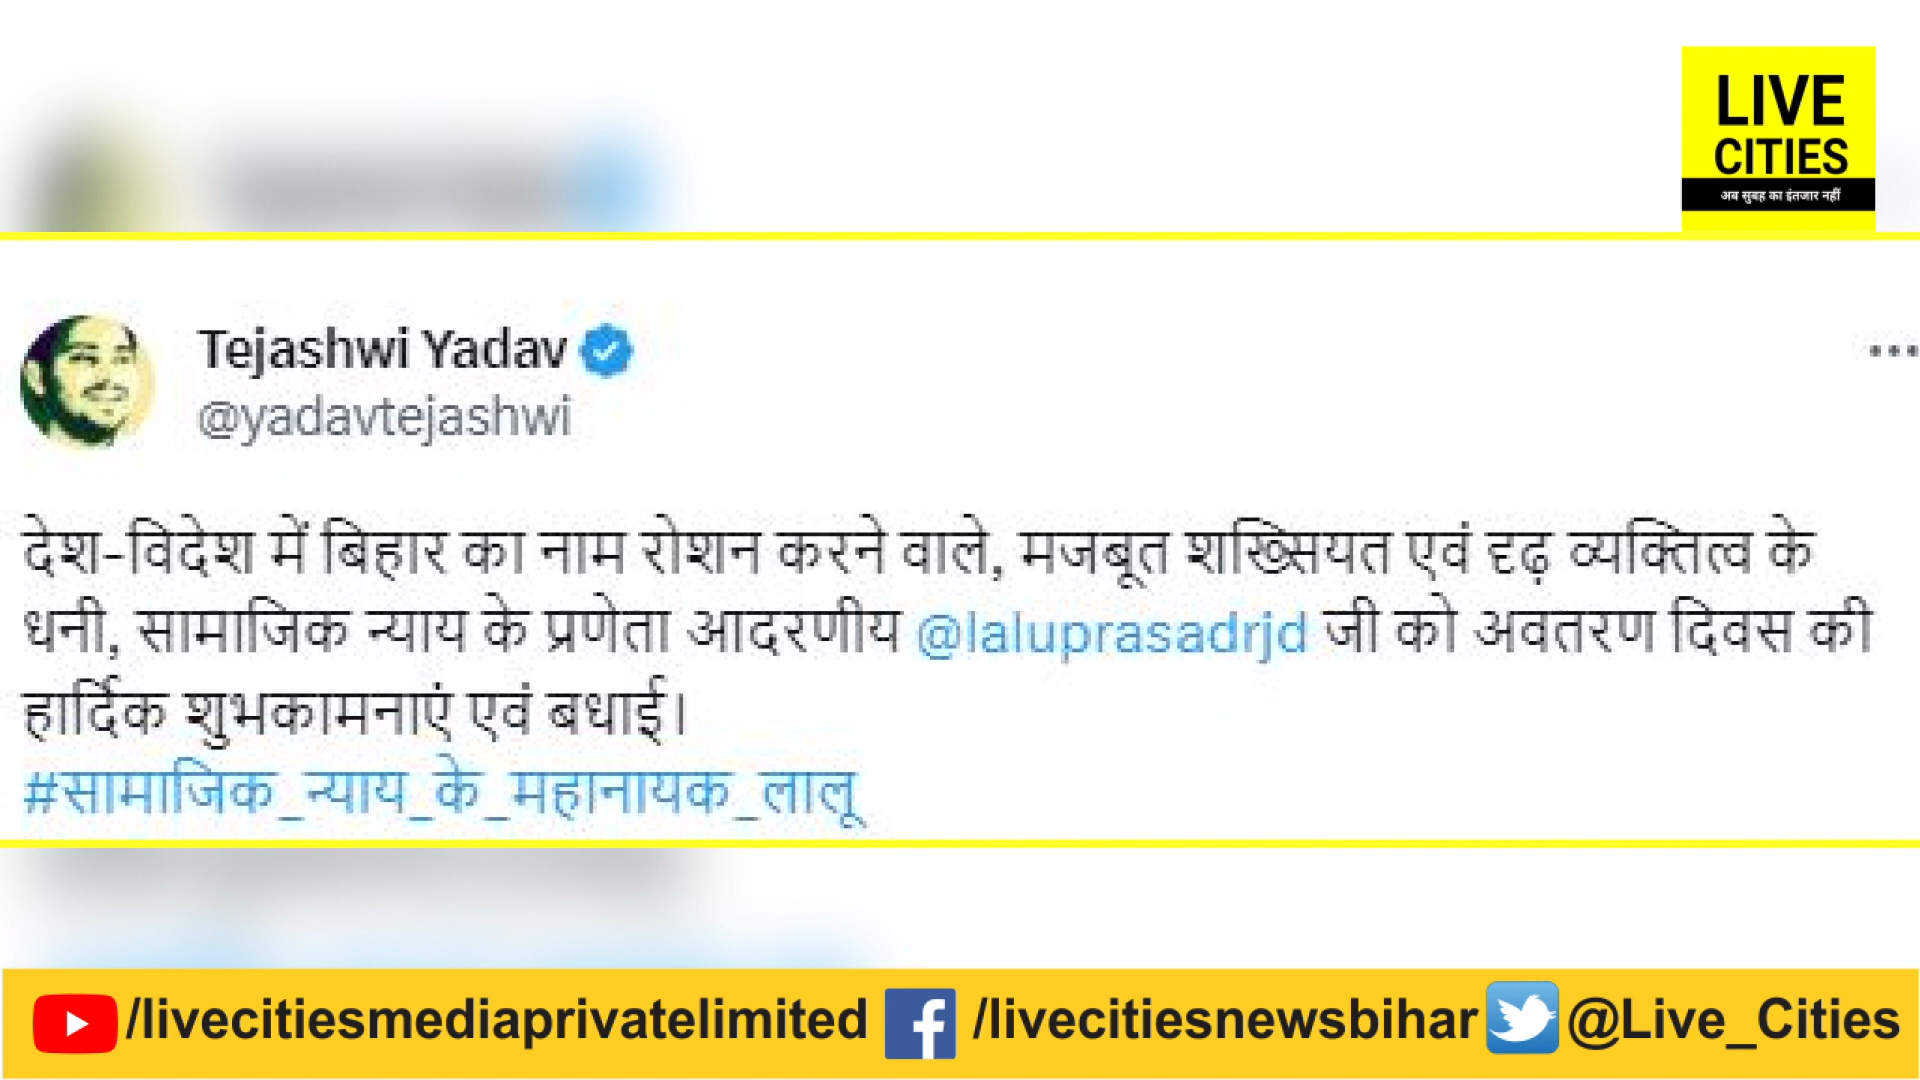 LIVE
CITIES
अब सुबह का इंतजार नहीं
Tejashwi Yadav
@yadavtejashwi
देश-विदेश में बिहार का नाम रोशन करने वाले, मजबूत शख्सियत एवं दृढ़ व्यक्तित्व के
धनी, सामाजिक न्याय के प्रणेता आदरणीय @laluprasadrjd जी को अवतरण दिवस की
हार्दिक शुभकामनाएं एवं बधाई।
#सामाजिक_न्याय_के_महानायक_लालू
/livecitiesmediaprivatelimited /livecitiesnewsbihar @Live_Cities